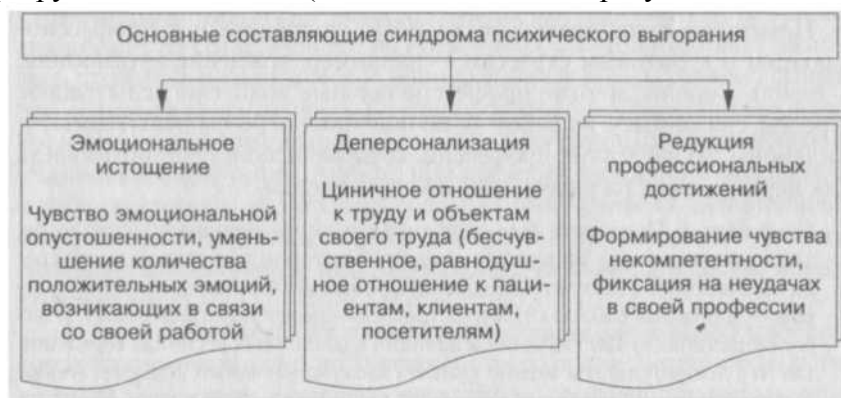 Основные составляющие синдрома психического выгорания
Эмоциональное
истощение
Чувство эмоциональной
опустошенности, умень-
шение количества
положительных эмоций,
возникающих в связи
со своей работой
Деперсонализация
Циничное отношение
к труду и объектам
своего труда (бесчув-
ственное, равнодуш-
ное отношение к паци-
ентам, клиентам,
посетителям)
Редукция
профессиональных
достижений
Формирование чувства
некомпетентности,
фиксация на неудачах
в своей профессии